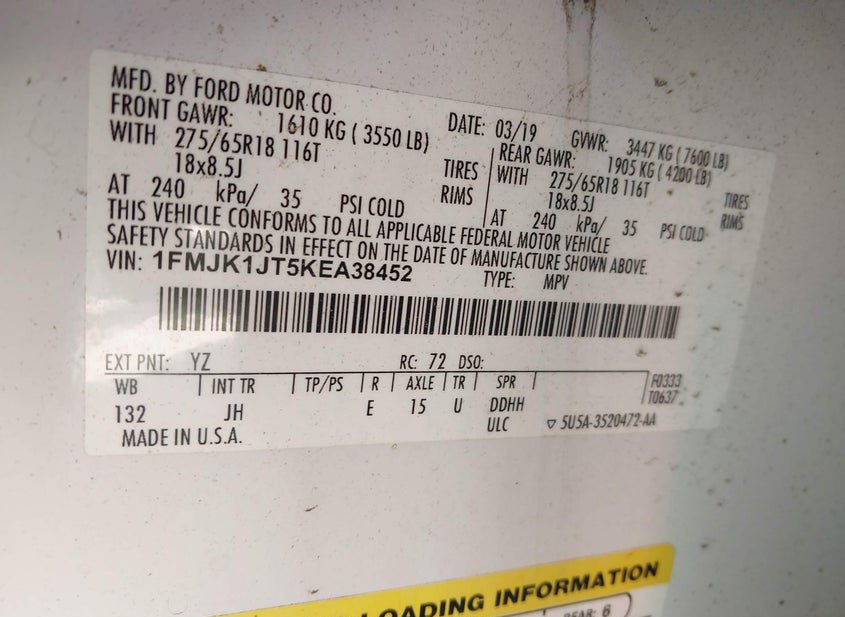 MFD. BY FORD MOTOR CO.
DATE: 03/19 GVWR: 3447 KG ( 7600 LB)
FRONT GAWR: 1610 KG ( 3550 LB)
WITH 275/65R18 116T TIRES
18x8.5J RIMS
AT 240 kPa/ 35 PSI COLD
REAR GAWR: 1905 KG ( 4200 LB)
WITH 275/65R18 116T TIRES
18x8.5J RIMS
AT 240 kPa/ 35 PSI COLD
THIS VEHICLE CONFORMS TO ALL APPLICABLE FEDERAL MOTOR VEHICLE
SAFETY STANDARDS IN EFFECT ON THE DATE OF MANUFACTURE SHOWN ABOVE.
VIN: 1FMJK1JT5KEA38452 TYPE: MPV
EXT PNT: YZ RC: 72 DSO:
WB INT TR TP/PS R AXLE TR SPR F0333
T0637
132 JH E 15 U DDHH
ULC ▽ 5U5A-3520472-AA
MADE IN U.S.A.
LOADING INFORMATION
REAR: 6